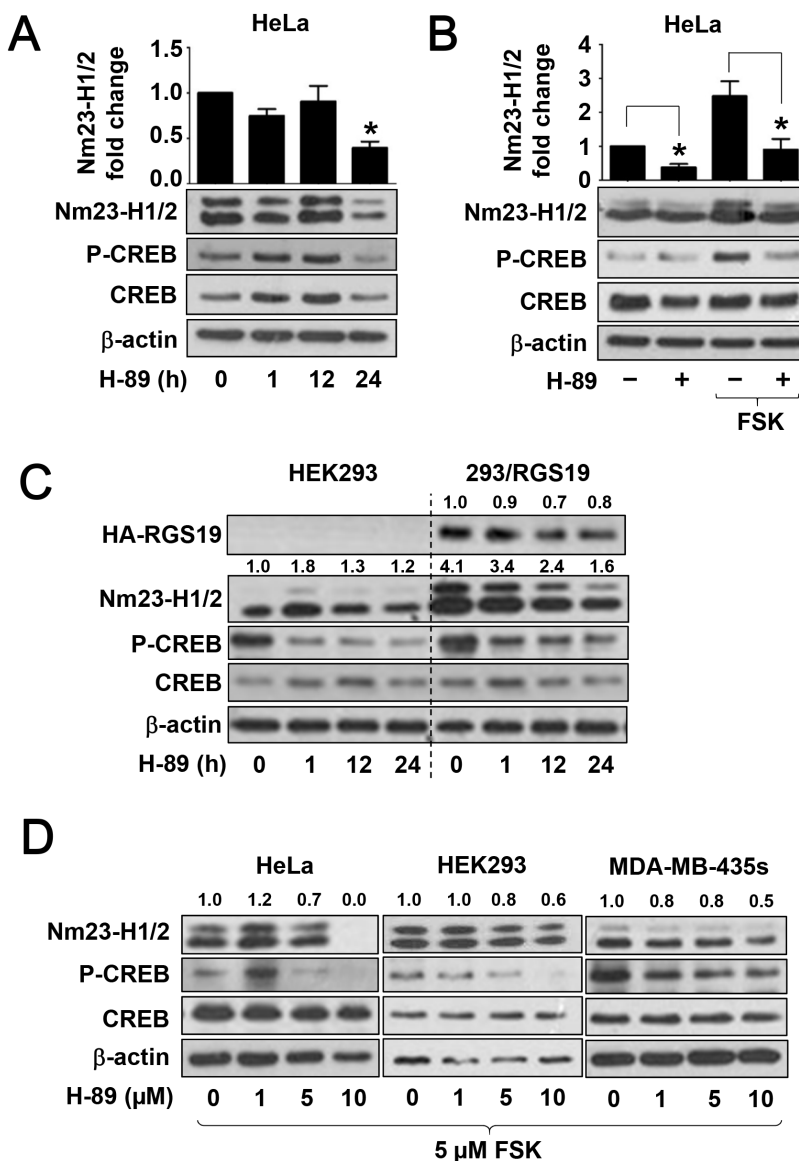 A
HeLa
Nm23-H1/2
fold change
1.5
1.0
0.5
0.0
*
Nm23-H1/2
P-CREB
CREB
β-actin
H-89 (h) 0 1 12 24
B
HeLa
Nm23-H1/2
fold change
4
3
2
1
0
* *
Nm23-H1/2
P-CREB
CREB
β-actin
H-89 − + − +
FSK
C
HEK293 293/RGS19
1.0 0.9 0.7 0.8
HA-RGS19
1.0 1.8 1.3 1.2 4.1 3.4 2.4 1.6
Nm23-H1/2
P-CREB
CREB
β-actin
H-89 (h) 0 1 12 24 0 1 12 24
D
HeLa HEK293 MDA-MB-435s
1.0 1.2 0.7 0.0 1.0 1.0 0.8 0.6 1.0 0.8 0.8 0.5
Nm23-H1/2
P-CREB
CREB
β-actin
H-89 (µM) 0 1 5 10 0 1 5 10 0 1 5 10
5 µM FSK